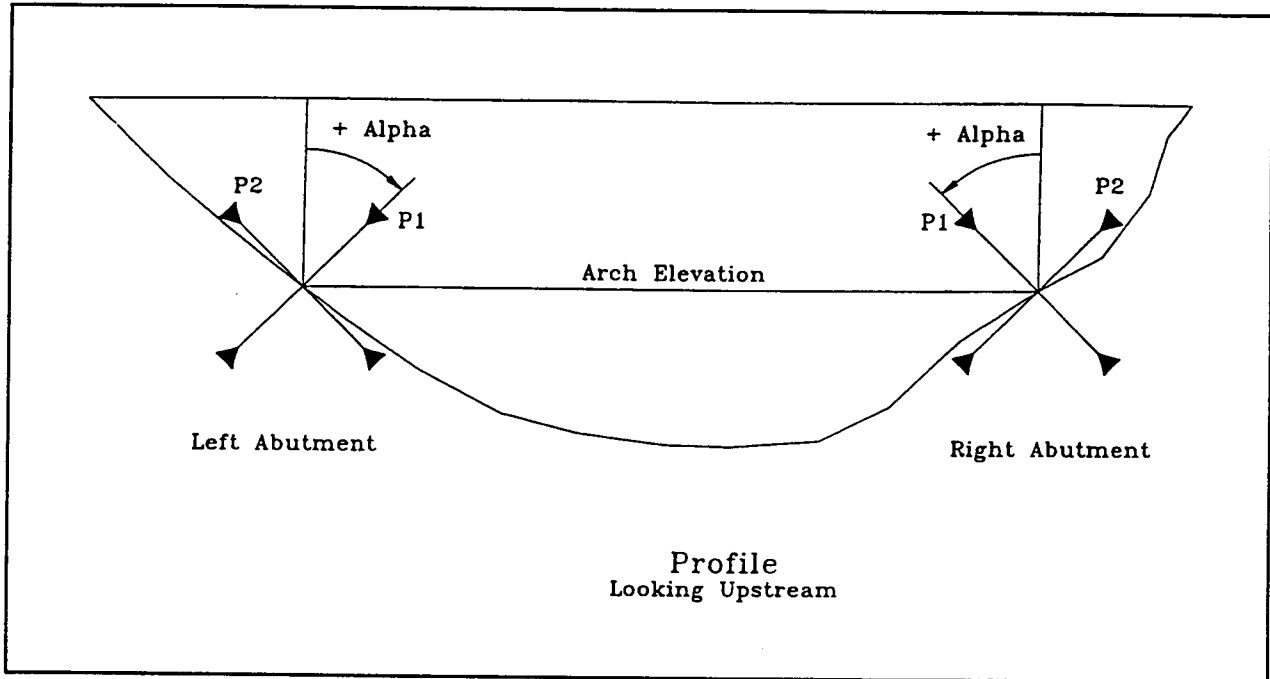 + Alpha
+ Alpha
P2
P1
P1
P2
Arch Elevation
Left Abutment
Right Abutment
Profile
Looking Upstream